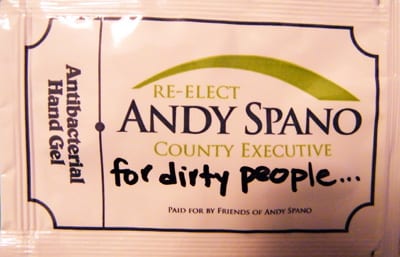 Antibacterial
Hand Gel
RE-ELECT
ANDY SPANO
COUNTY EXECUTIVE
for dirty people...
PAID FOR BY FRIENDS OF ANDY SPANO